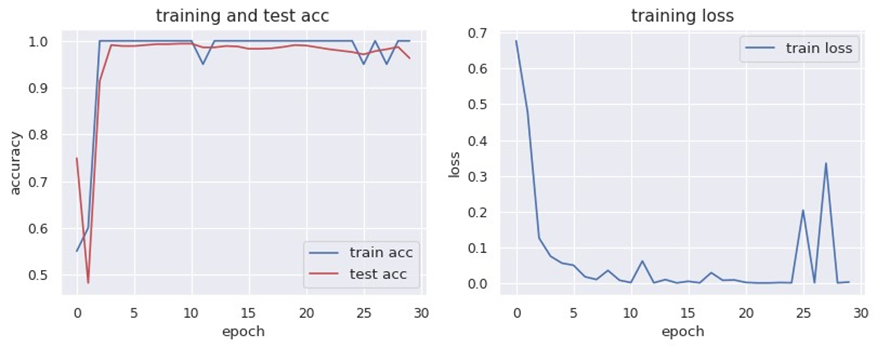 training and test acc
accuracy
1.0
0.9
0.8
0.7
0.6
0.5
train acc
test acc
0 5 10 15 20 25 30
epoch
training loss
loss
0.7
0.6
0.5
0.4
0.3
0.2
0.1
0.0
train loss
0 5 10 15 20 25 30
epoch